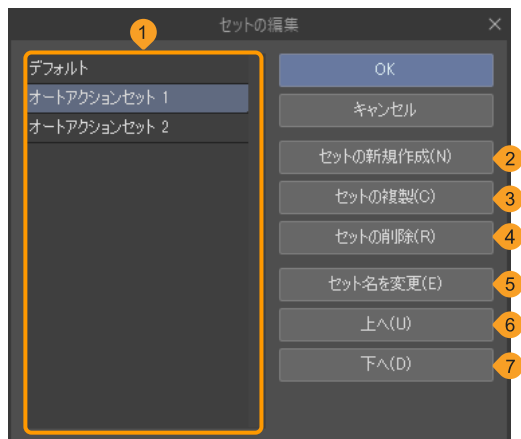 セットの編集
1
デフォルト
オートアクションセット 1
オートアクションセット 2
OK
キャンセル
セットの新規作成(N)
2
セットの複製(C)
3
セットの削除(R)
4
セット名を変更(E)
5
上へ(U)
6
下へ(D)
7